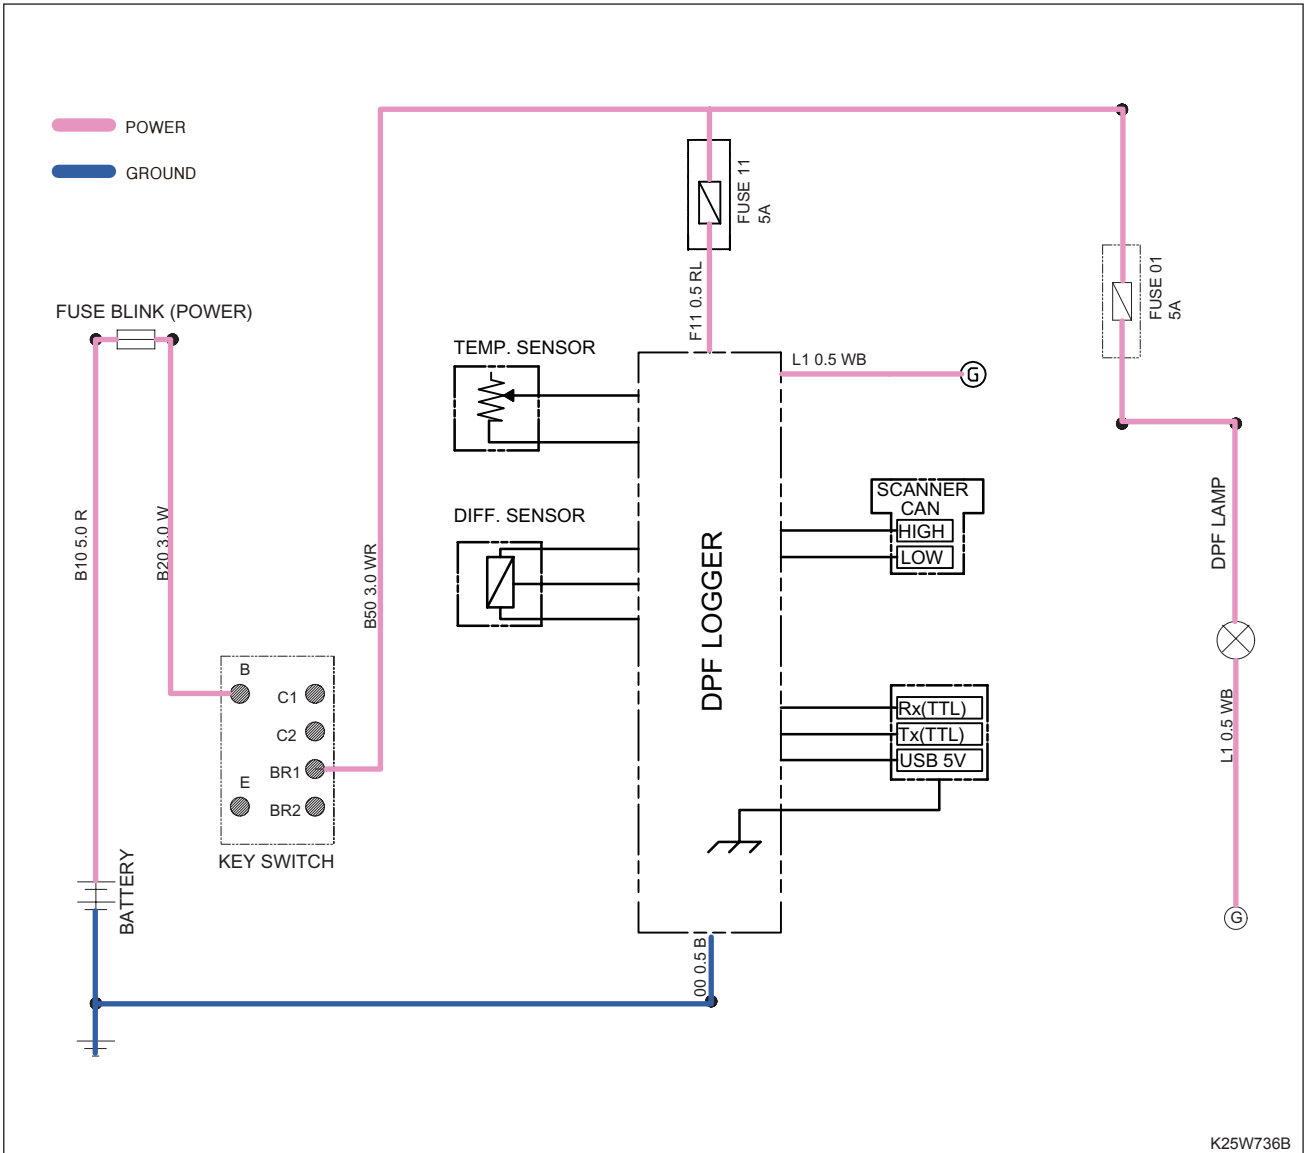 POWER
GROUND
FUSE 11
5A
FUSE 01
5A
F11 0.5 RL
FUSE BLINK (POWER)
TEMP. SENSOR
L1 0.5 WB
G
B10 5.0 R
B20 3.0 W
B50 3.0 WR
DIFF. SENSOR
DPF LOGGER
SCANNER
CAN
HIGH
LOW
DPF LAMP
B
C1
C2
BR1
E
BR2
KEY SWITCH
Rx(TTL)
Tx(TTL)
USB 5V
L1 0.5 WB
G
BATTERY
00 0.5 B
K25W736B